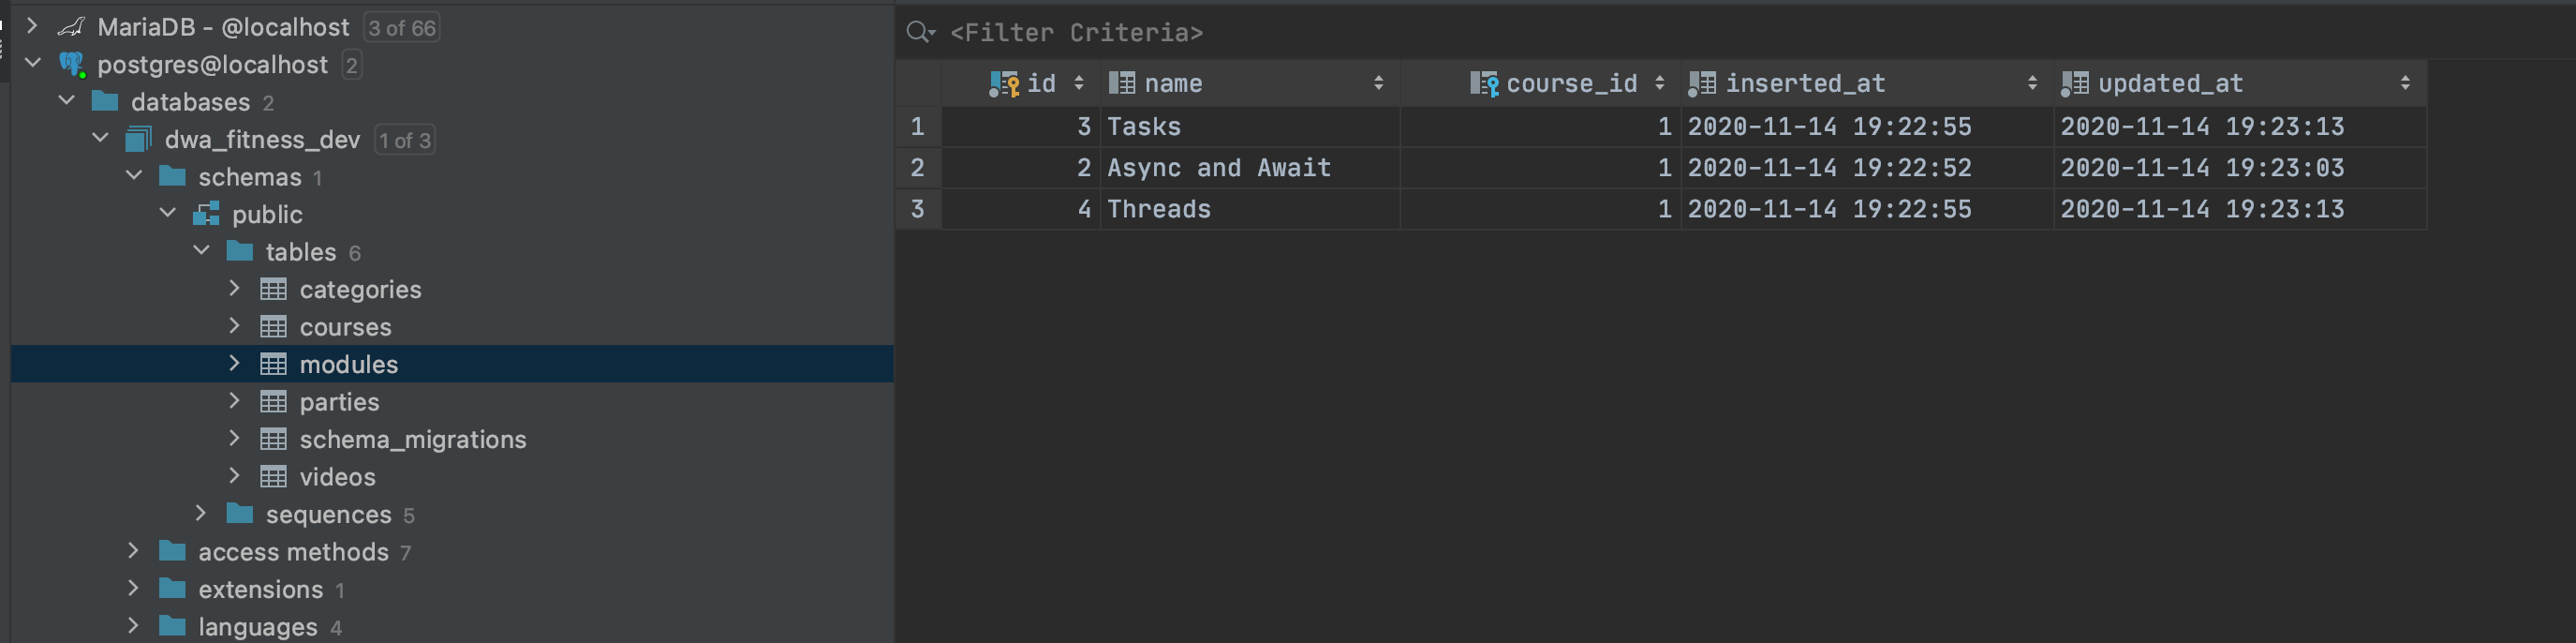 MariaDB - @localhost 3 of 66
postgres@localhost 2
databases 2
dwa_fitness_dev 1 of 3
schemas 1
public
tables 6
categories
courses
modules
parties
schema_migrations
videos
sequences 5
access methods 7
extensions 1
languages 4
<Filter Criteria>
id name course_id inserted_at updated_at
1 3 Tasks 1 2020-11-14 19:22:55 2020-11-14 19:23:13
2 2 Async and Await 1 2020-11-14 19:22:52 2020-11-14 19:23:03
3 4 Threads 1 2020-11-14 19:22:55 2020-11-14 19:23:13